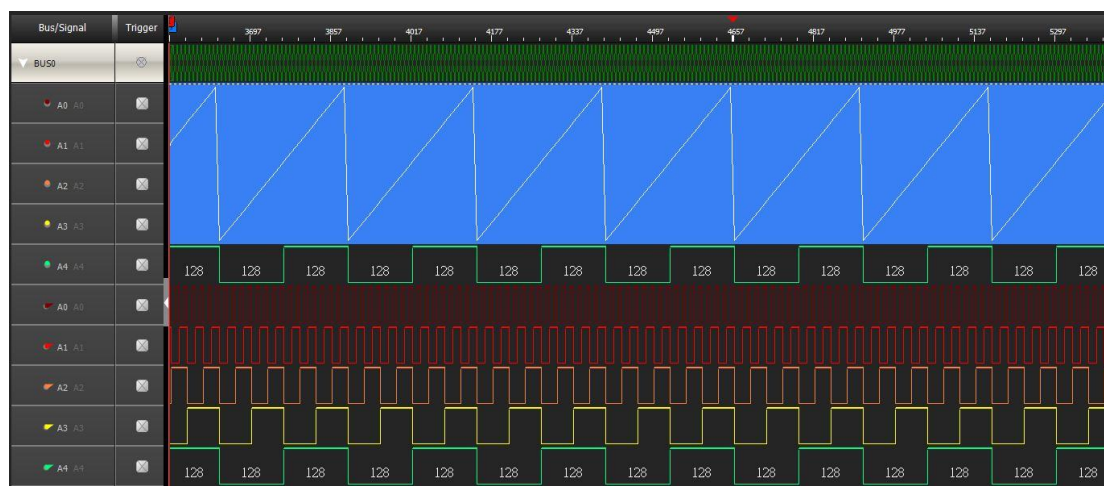 Bus/Signal Trigger
3697 3857 4017 4177 4337 4497 4657 4817 4977 5137 5297
BUS0
A0 A0
A1 A1
A2 A2
A3 A3
A4 A4 128 128 128 128 128 128 128 128 128 128 128 128 128 128 128
A0 A0
A1 A1
A2 A2
A3 A3
A4 A4 128 128 128 128 128 128 128 128 128 128 128 128 128 128 128